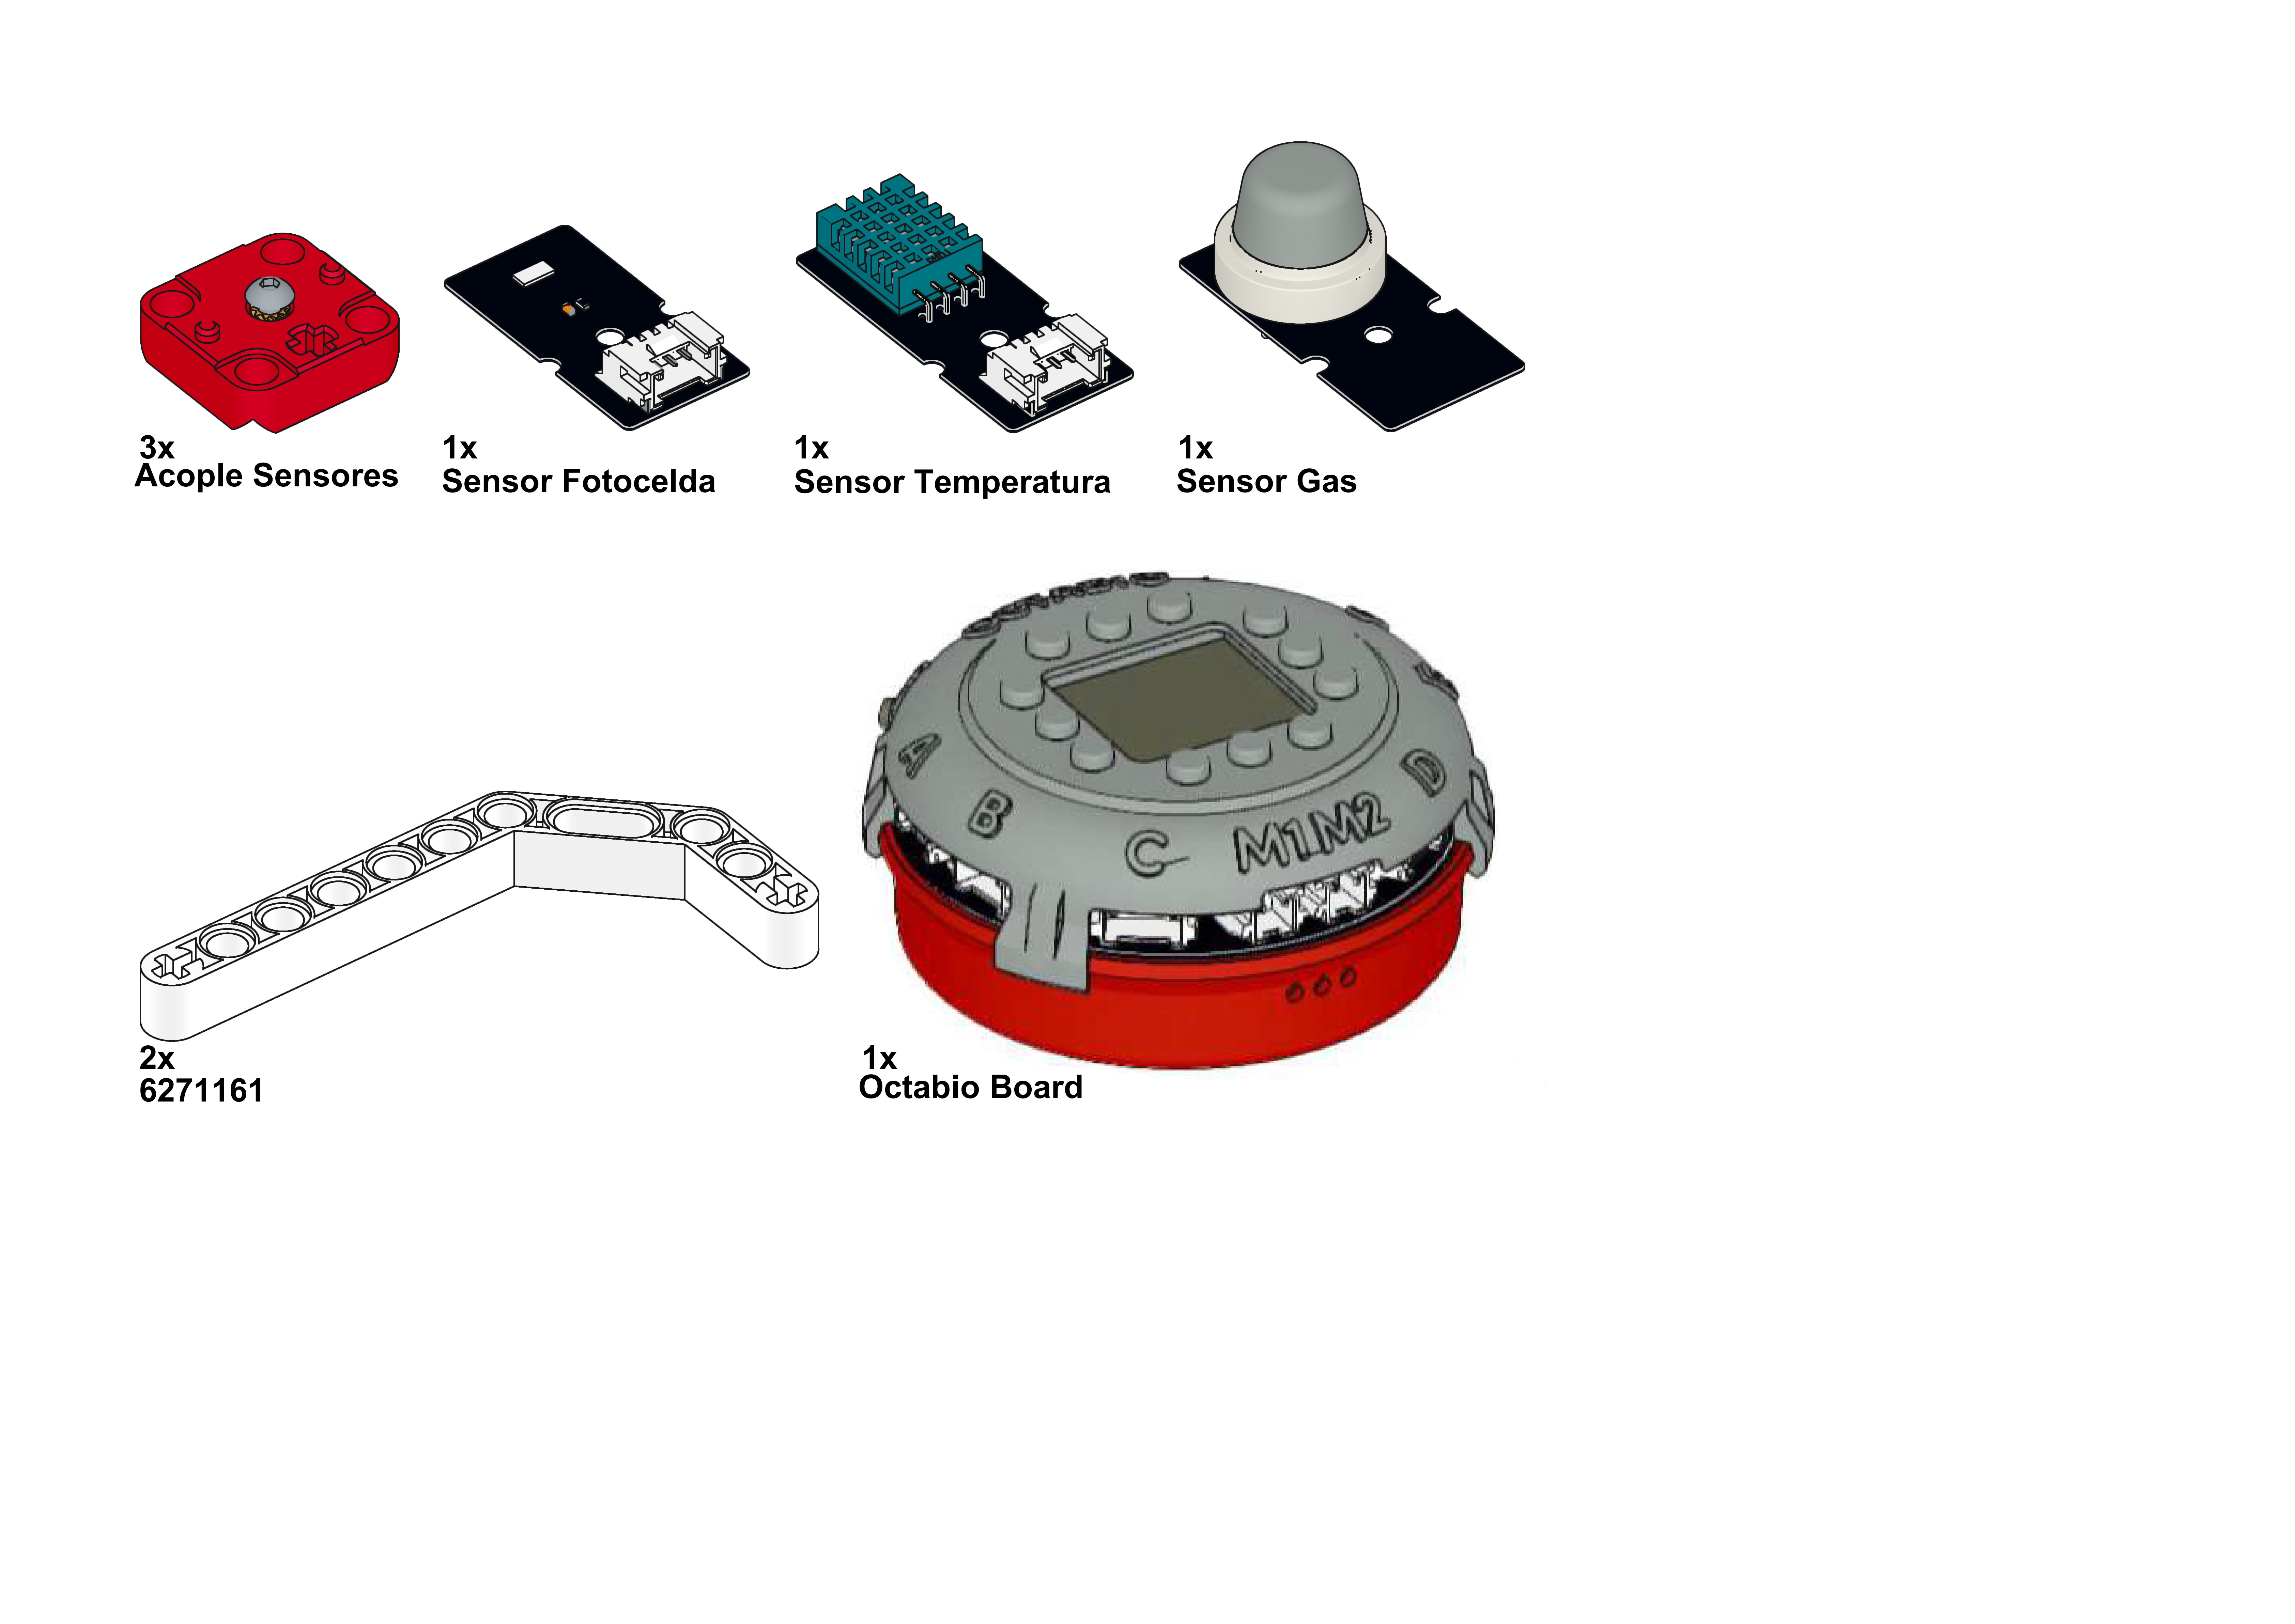 3x
Acople Sensores
1x
Sensor Fotocelda
1x
Sensor Temperatura
1x
Sensor Gas
A
B
C
M1M2
D
2x
6271161
1x
Octabio Board